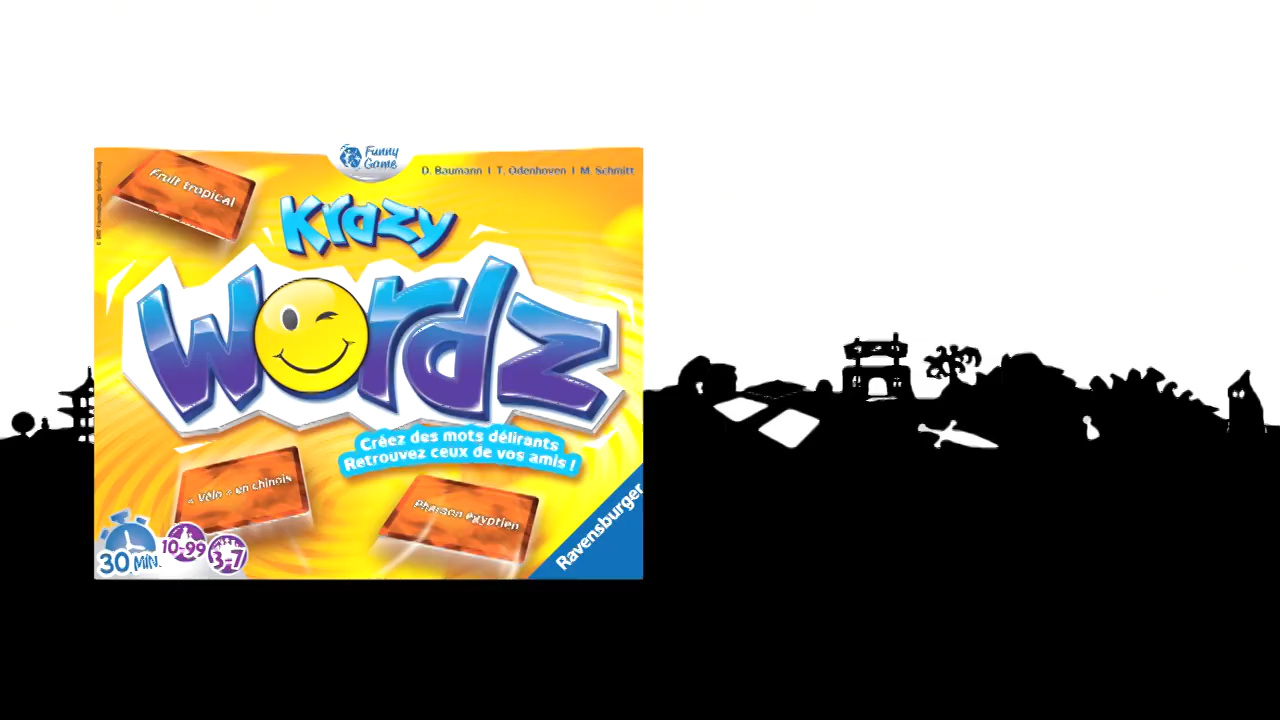 Funny
Game
D. Baumann I T. Odenhoven I M. Schmitt
Fruit tropical
Krazy
Wordz
Créez des mots délirants
Retrouvez ceux de vos amis !
« Vélo » en chinois
Pharaon égyptien
30 MIN.
10-99
3-7
Ravensburger